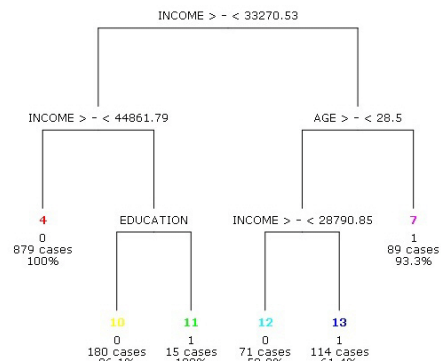 INCOME > - < 33270.53
INCOME > - < 44861.79
AGE > - < 28.5
4
0
879 cases
100%
EDUCATION
INCOME > - < 28790.85
7
1
89 cases
93.3%
10
0
180 cases
11
1
15 cases
12
0
71 cases
13
1
114 cases